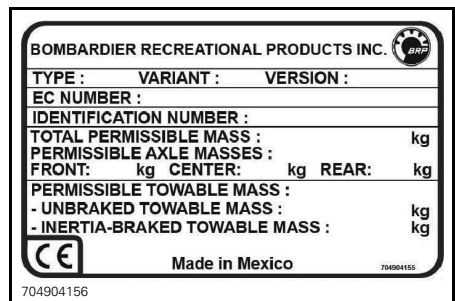 BOMBARDIER RECREATIONAL PRODUCTS INC. BRP
TYPE : VARIANT : VERSION :
EC NUMBER :
IDENTIFICATION NUMBER :
TOTAL PERMISSIBLE MASS : kg
PERMISSIBLE AXLE MASSES :
FRONT: kg CENTER: kg REAR: kg
PERMISSIBLE TOWABLE MASS :
- UNBRAKED TOWABLE MASS : kg
- INERTIA-BRAKED TOWABLE MASS : kg
CE Made in Mexico 704904156
704904156